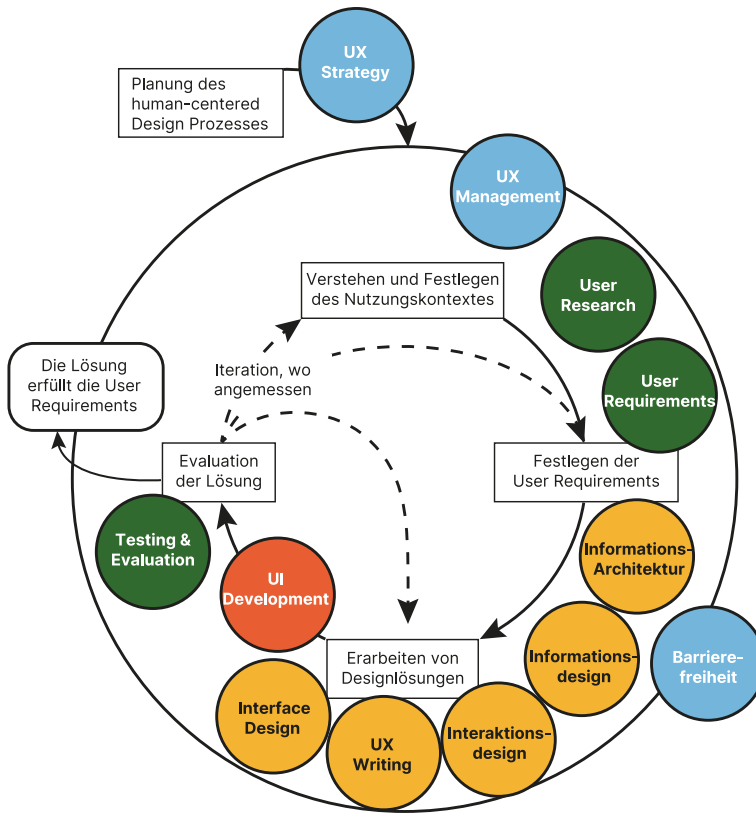 UX
Strategy
Planung des
human-centered
Design Prozesses
UX
Management
User
Research
Verstehen und Festlegen
des Nutzungskontextes
Die Lösung
erfüllt die User
Requirements
Iteration, wo
angemessen
User
Requirements
Evaluation
der Lösung
Festlegen der
User Requirements
Testing &
Evaluation
UI
Development
Informations-
Architektur
Erarbeiten von
Designlösungen
Informations-
design
Barriere-
freiheit
Interface
Design
UX
Writing
Interaktions-
design